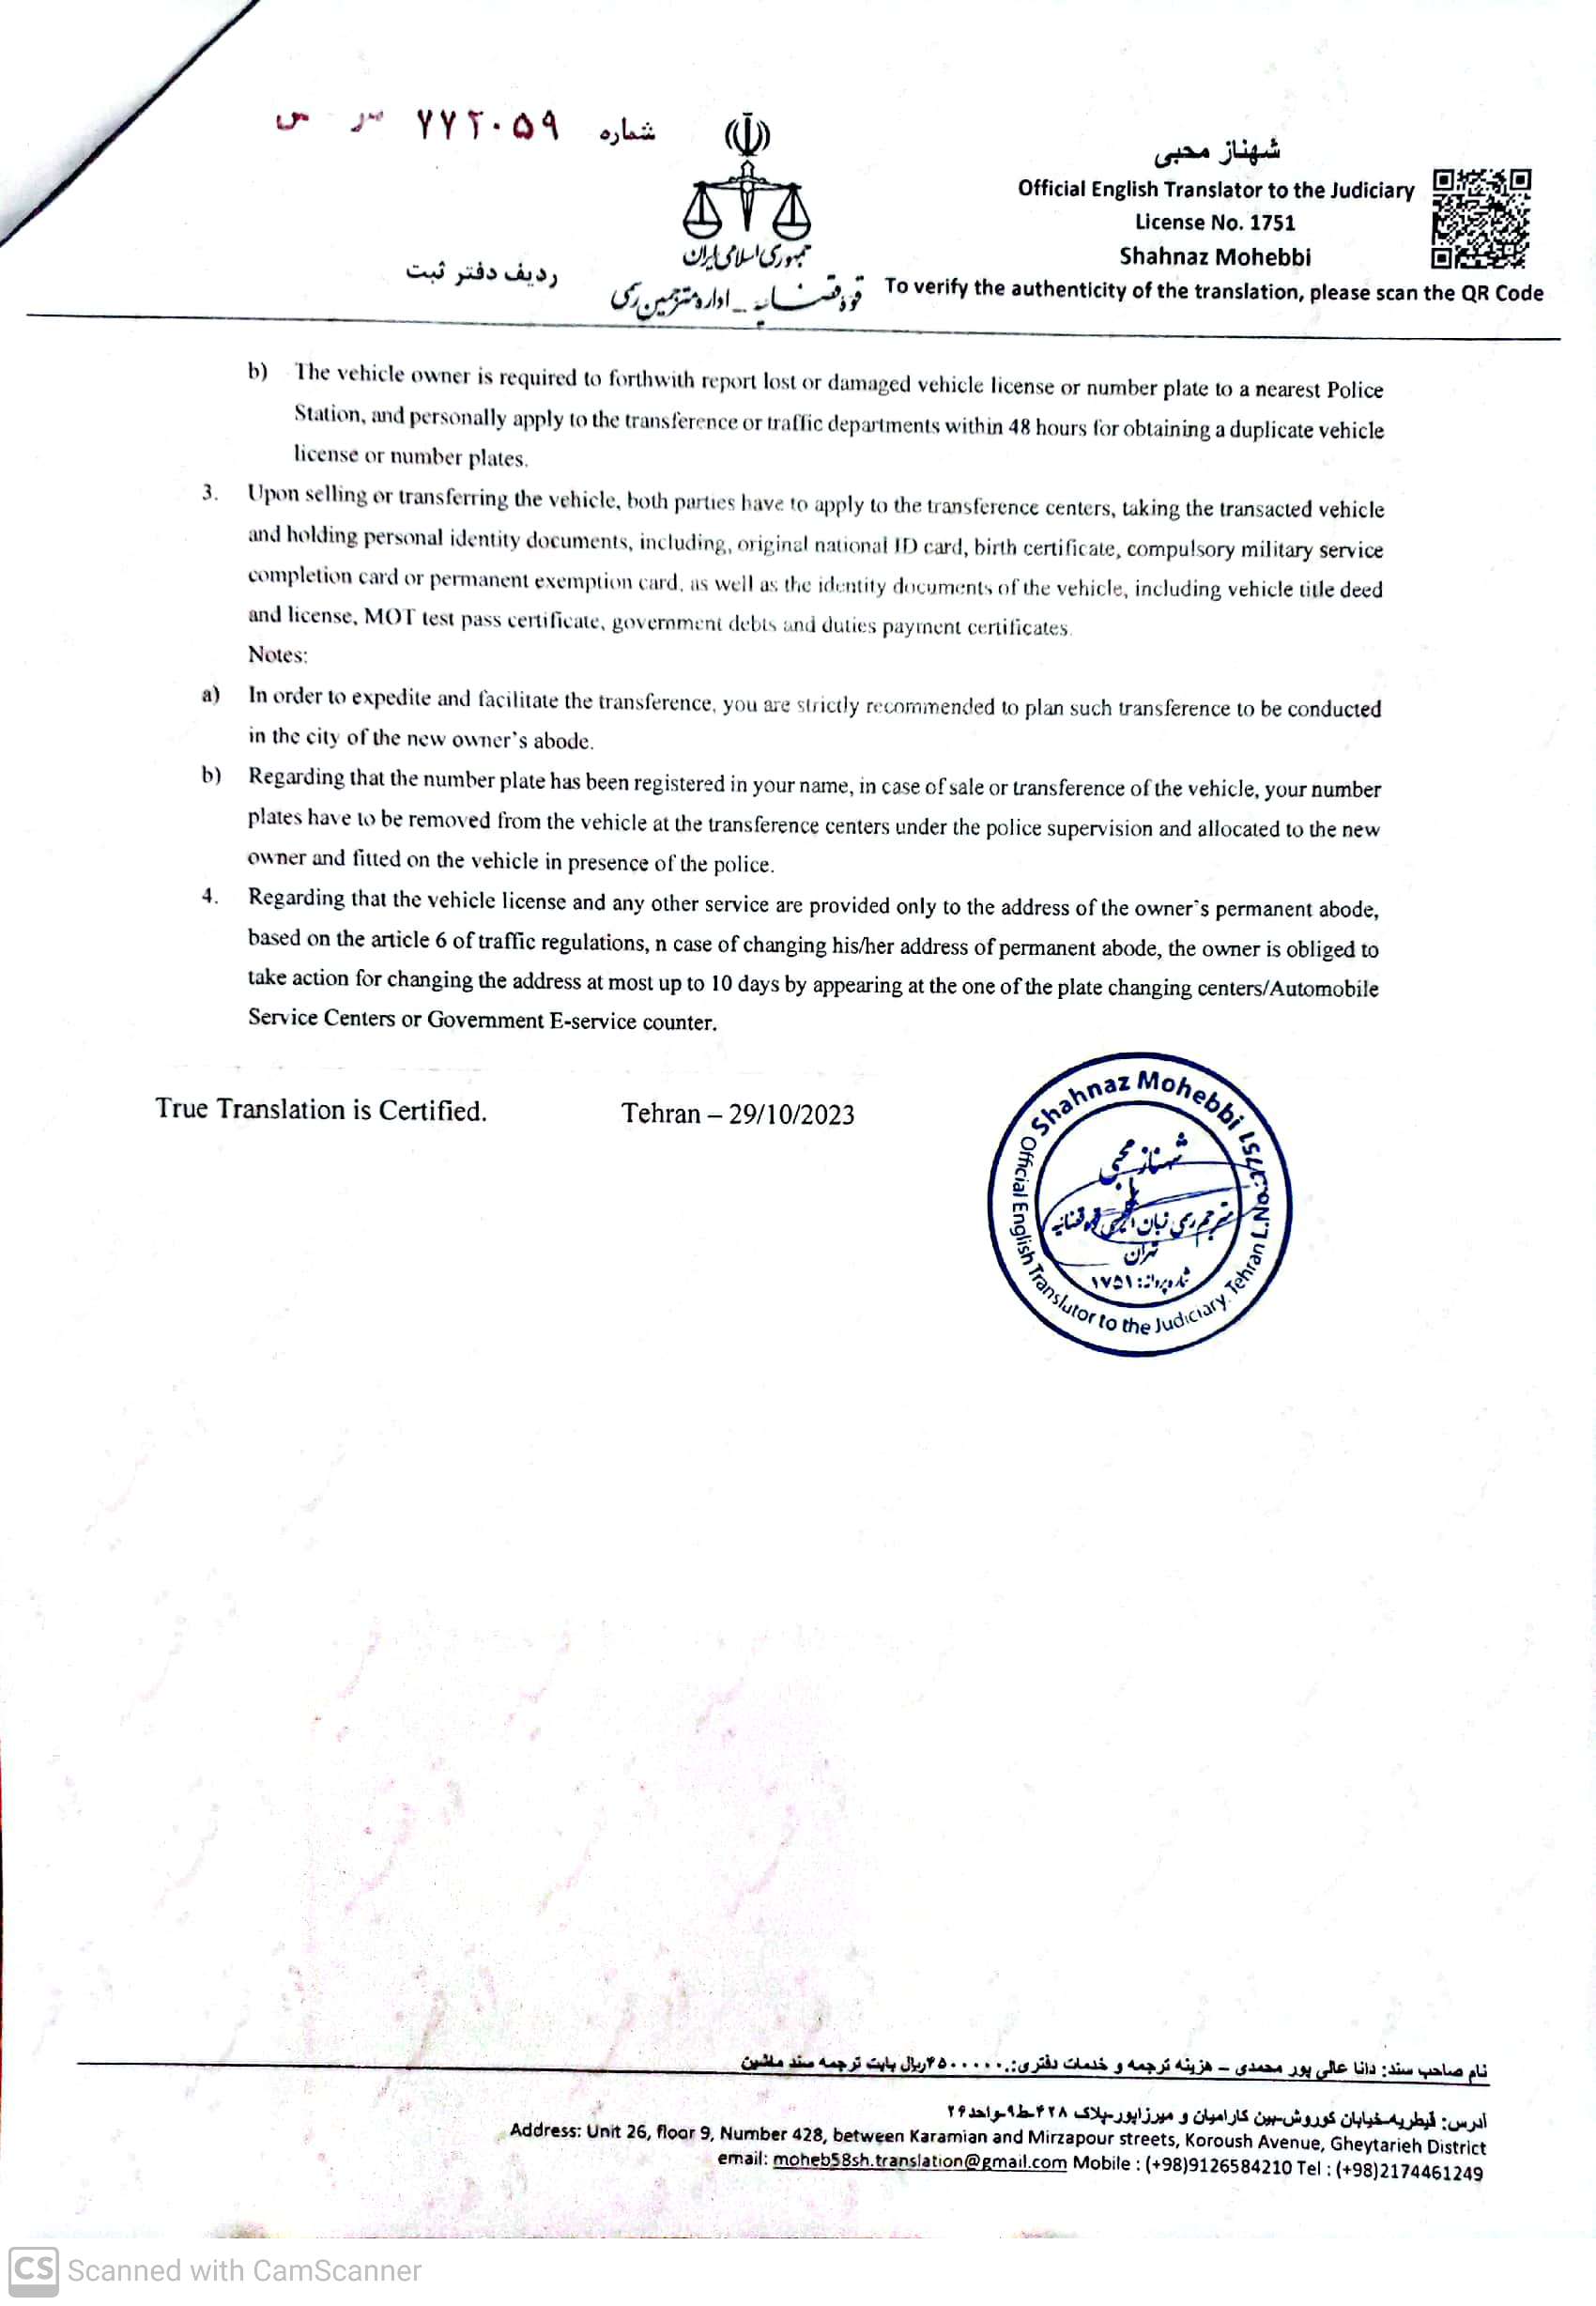 شماره ۷۷۲۰۵۹ سر س
شهناز محبی
Official English Translator to the Judiciary
License No. 1751
Shahnaz Mohebbi
To verify the authenticity of the translation, please scan the QR Code
جمهوری اسلامی ایران
قوه قضاییه – اداره مترجمین رسمی
ردیف دفتر ثبت
b) The vehicle owner is required to forthwith report lost or damaged vehicle license or number plate to a nearest Police
Station, and personally apply to the transference or traffic departments within 48 hours for obtaining a duplicate vehicle
license or number plates.
3. Upon selling or transferring the vehicle, both parties have to apply to the transference centers, taking the transacted vehicle
and holding personal identity documents, including, original national ID card, birth certificate, compulsory military service
completion card or permanent exemption card, as well as the identity documents of the vehicle, including vehicle title deed
and license, MOT test pass certificate, government debts and duties payment certificates.
Notes:
a) In order to expedite and facilitate the transference, you are strictly recommended to plan such transference to be conducted
in the city of the new owner's abode.
b) Regarding that the number plate has been registered in your name, in case of sale or transference of the vehicle, your number
plates have to be removed from the vehicle at the transference centers under the police supervision and allocated to the new
owner and fitted on the vehicle in presence of the police.
4. Regarding that the vehicle license and any other service are provided only to the address of the owner's permanent abode,
based on the article 6 of traffic regulations, n case of changing his/her address of permanent abode, the owner is obliged to
take action for changing the address at most up to 10 days by appearing at the one of the plate changing centers/Automobile
Service Centers or Government E-service counter.
True Translation is Certified. Tehran – 29/10/2023
Shahnaz Mohebbi
Official English Translutor to the Judiciary. Tehran L.No.:1751
شهناز محبی
مترجم رسمی زبان انگلیسی قوه قضائیه
تهران
شماره پروانه: ۱۷۵۱
نام صاحب سند: دانا عالی پور محمدی – هزینه ترجمه و خدمات دفتری: ۴۵۰۰۰۰۰ریال بابت ترجمه سند ماشین
آدرس: قیطریه-خیابان کوروش-بین کارامیان و میرزاپور-پلاک ۴۲۸-ط۹-واحد۲۶
Address: Unit 26, floor 9, Number 428, between Karamian and Mirzapour streets, Koroush Avenue, Gheytarieh District
email: moheb58sh.translation@gmail.com Mobile : (+98)9126584210 Tel : (+98)2174461249
CS Scanned with CamScanner